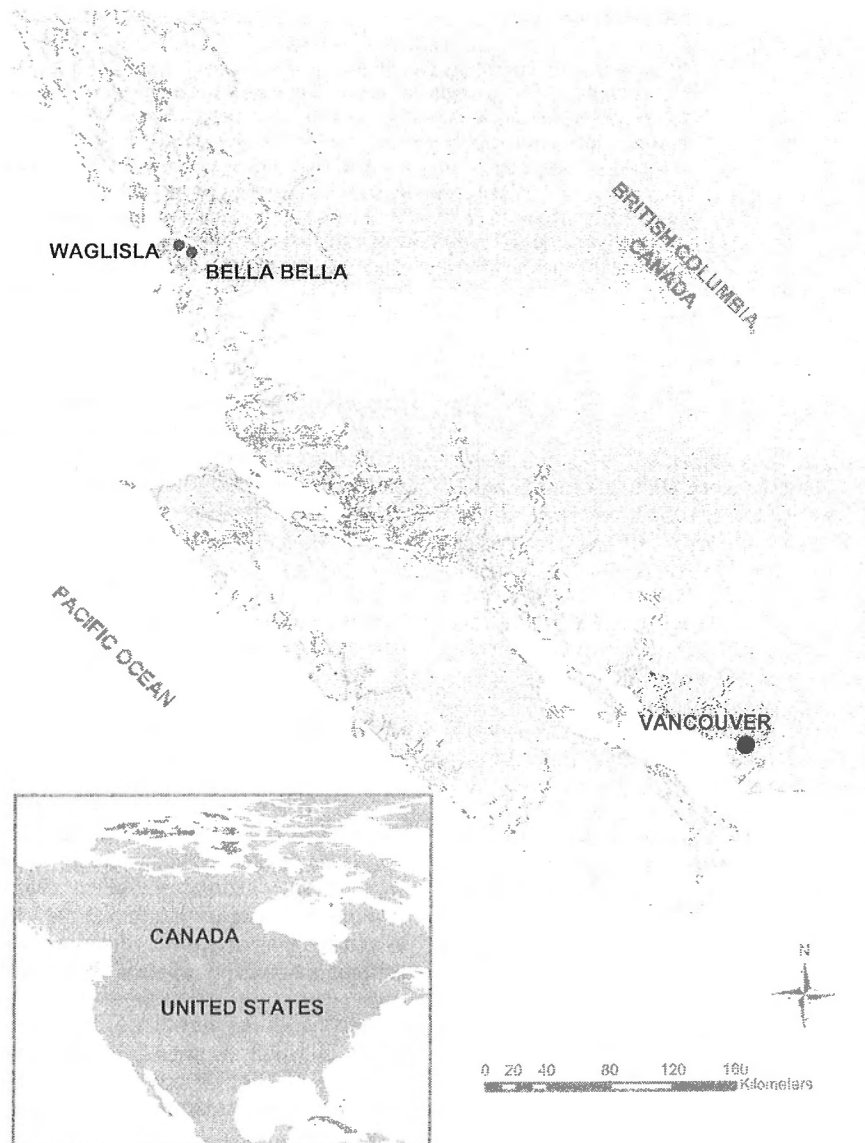 BRITISH COLUMBIA
CANADA
WAGLISLA
BELLA BELLA
PACIFIC OCEAN
VANCOUVER
CANADA
UNITED STATES
N
0 20 40 80 120 160
Kilometers